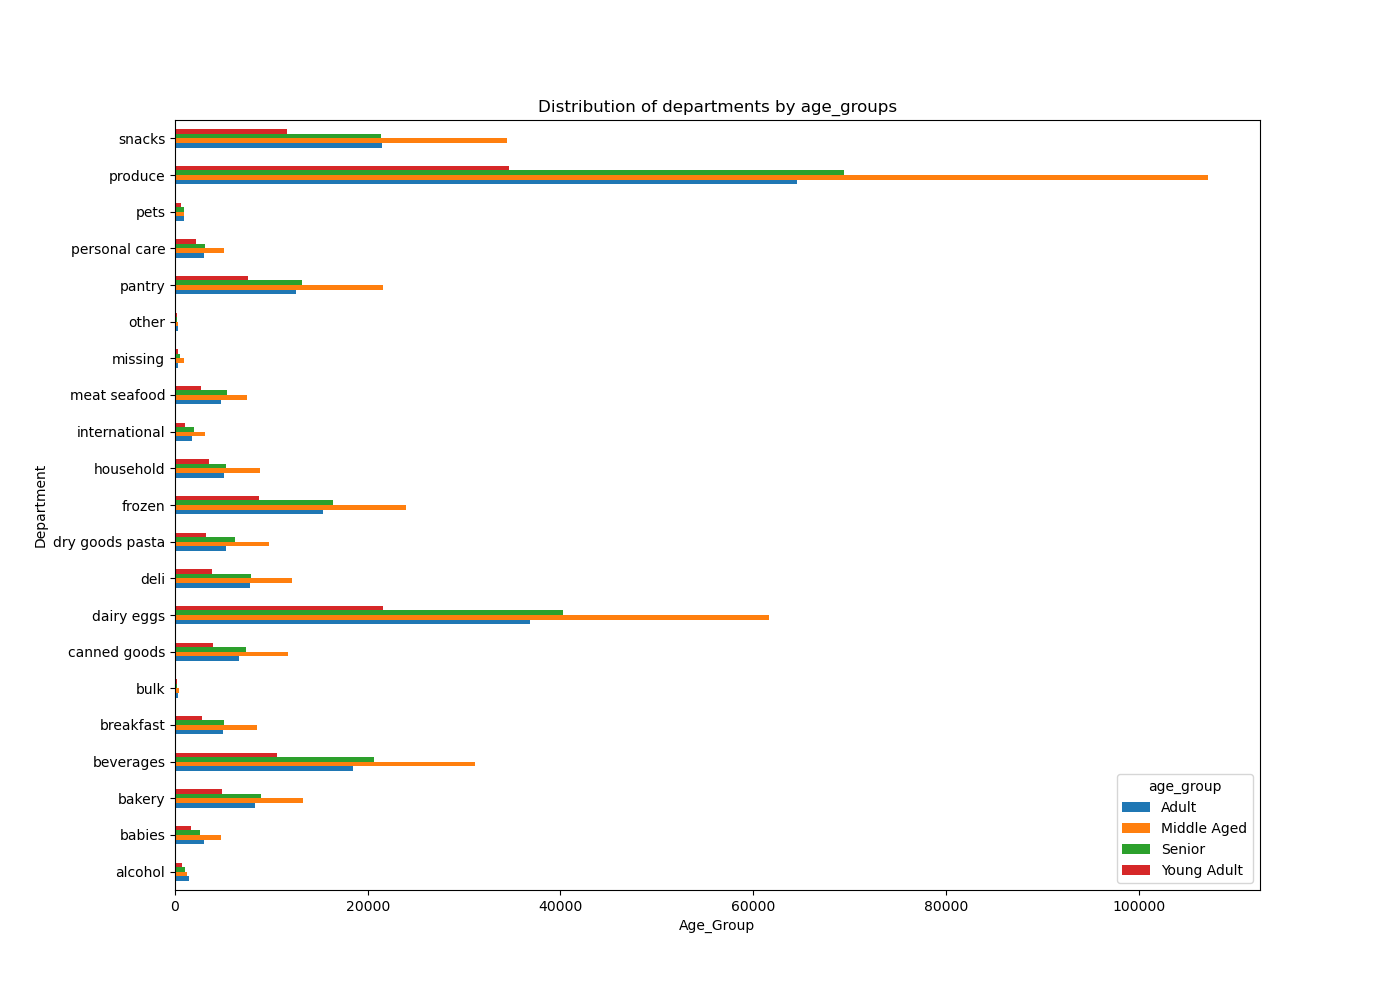 Distribution of departments by age_groups
snacks
produce
pets
personal care
pantry
other
missing
meat seafood
international
household
frozen
dry goods pasta
deli
dairy eggs
canned goods
bulk
breakfast
beverages
bakery
babies
alcohol
Department
0 20000 40000 60000 80000 100000
Age_Group
age_group
Adult
Middle Aged
Senior
Young Adult